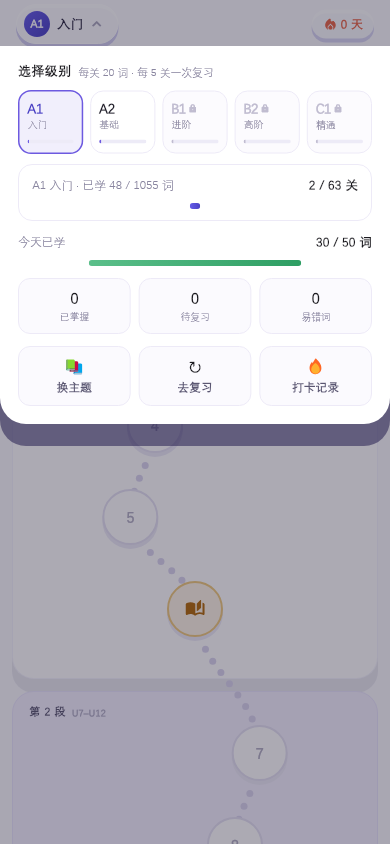 A1 入门
0 天
选择级别 每关 20 词 · 每 5 关一次复习
A1
入门
A2
基础
B1
进阶
B2
高阶
C1
精通
A1 入门 · 已学 48 / 1055 词
2 / 63 关
今天已学
30 / 50 词
0
已掌握
0
待复习
0
易错词
换主题
去复习
打卡记录
4
5
第 2 段 U7–U12
7